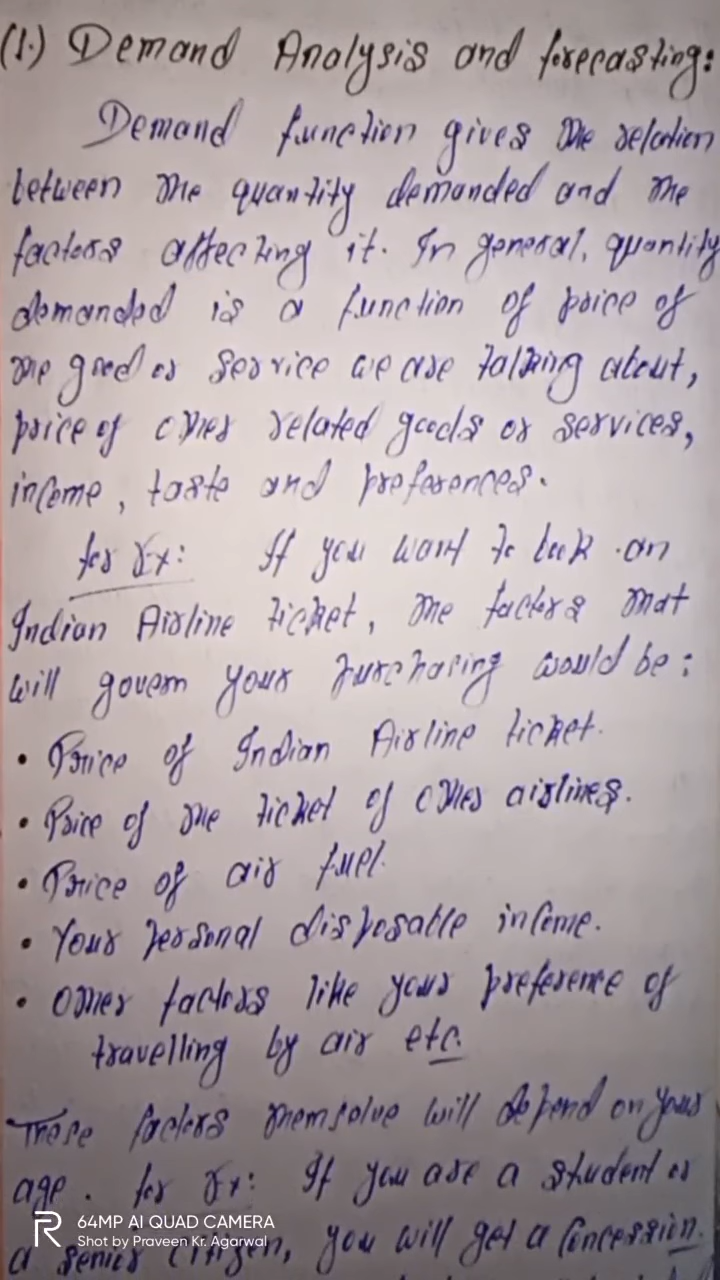 (1.) Demand Analysis and forecasting:
Demand function gives the relation
between the quantity demanded and the
factors affecting it. In general, quantity
demanded is a function of price of
the good or service we are talking about,
price of other related goods or services,
income, taste and preferences.
for Ex: If you want to book an
Indian Airline ticket, the factors that
will govern your purchasing would be:
• Price of Indian Airline ticket.
• Price of the ticket of other airlines.
• Price of air fuel.
• Your personal disposable income.
• Other factors like your preference of
travelling by air etc.
These factors themselve will depend on your
age. for Ex: If you are a student or
a senior citizen, you will get a concession.
64MP AI QUAD CAMERA
Shot by Praveen Kr. Agarwal